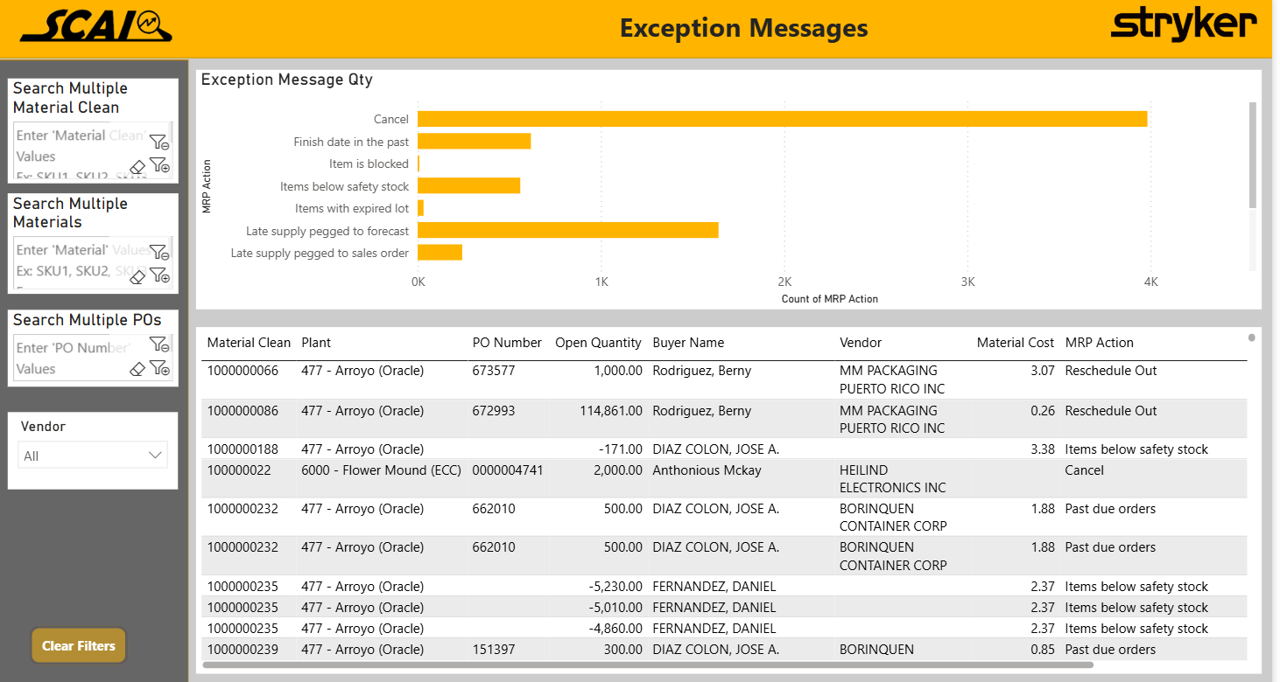 SCAI
Exception Messages
stryker
Search Multiple
Material Clean
Enter 'Material Clean'
Values
Ex: SKU1, SKU2, SKU3
Search Multiple
Materials
Enter 'Material' Values
Ex: SKU1, SKU2, SKU3
Search Multiple POs
Enter 'PO Number'
Values
Vendor
All
Clear Filters
Exception Message Qty
MRP Action
Cancel
Finish date in the past
Item is blocked
Items below safety stock
Items with expired lot
Late supply pegged to forecast
Late supply pegged to sales order
0K 1K 2K 3K 4K
Count of MRP Action
Material Clean Plant PO Number Open Quantity Buyer Name Vendor Material Cost MRP Action
1000000066 477 - Arroyo (Oracle) 673577 1,000.00 Rodriguez, Berny MM PACKAGING 3.07 Reschedule Out
PUERTO RICO INC
1000000086 477 - Arroyo (Oracle) 672993 114,861.00 Rodriguez, Berny MM PACKAGING 0.26 Reschedule Out
PUERTO RICO INC
1000000188 477 - Arroyo (Oracle) -171.00 DIAZ COLON, JOSE A. 3.38 Items below safety stock
100000022 6000 - Flower Mound (ECC) 0000004741 2,000.00 Anthonious Mckay HEILIND Cancel
ELECTRONICS INC
1000000232 477 - Arroyo (Oracle) 662010 500.00 DIAZ COLON, JOSE A. BORINQUEN 1.88 Past due orders
CONTAINER CORP
1000000232 477 - Arroyo (Oracle) 662010 500.00 DIAZ COLON, JOSE A. BORINQUEN 1.88 Past due orders
CONTAINER CORP
1000000235 477 - Arroyo (Oracle) -5,230.00 FERNANDEZ, DANIEL 2.37 Items below safety stock
1000000235 477 - Arroyo (Oracle) -5,010.00 FERNANDEZ, DANIEL 2.37 Items below safety stock
1000000235 477 - Arroyo (Oracle) -4,860.00 FERNANDEZ, DANIEL 2.37 Items below safety stock
1000000239 477 - Arroyo (Oracle) 151397 300.00 DIAZ COLON, JOSE A. BORINQUEN 0.85 Past due orders